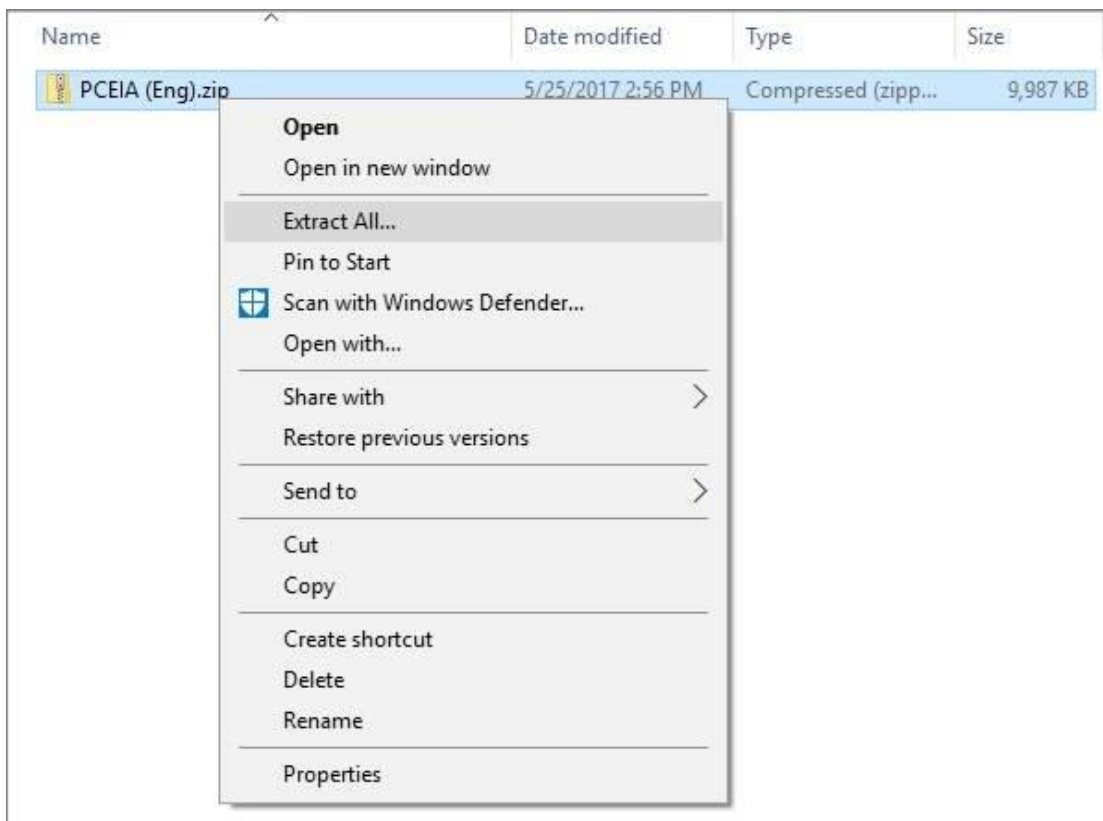 Name Date modified Type Size
PCEIA (Eng).zip 5/25/2017 2:56 PM Compressed (zipp... 9,987 KB
Open
Open in new window
Extract All...
Pin to Start
Scan with Windows Defender...
Open with...
Share with
Restore previous versions
Send to
Cut
Copy
Create shortcut
Delete
Rename
Properties